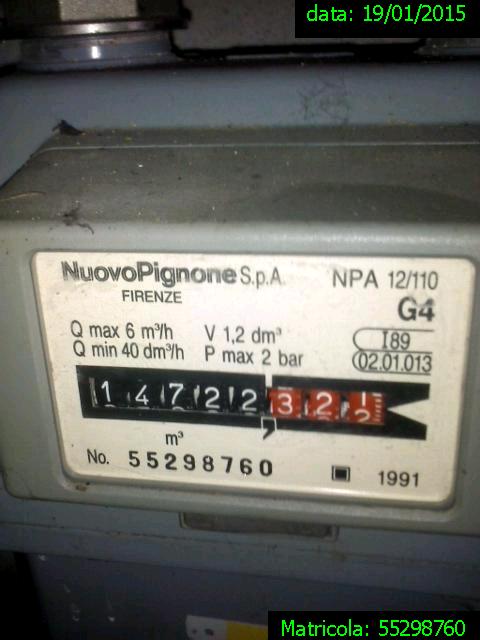 data: 19/01/2015
NuovoPignone S.p.A.
FIRENZE
NPA 12/110
G4
Q max 6 m³/h V 1,2 dm³
Q min 40 dm³/h P max 2 bar
I89
02.01.013
1 4 7 2 2 , 3 2
m³
No. 55298760
1991
Matricola: 55298760